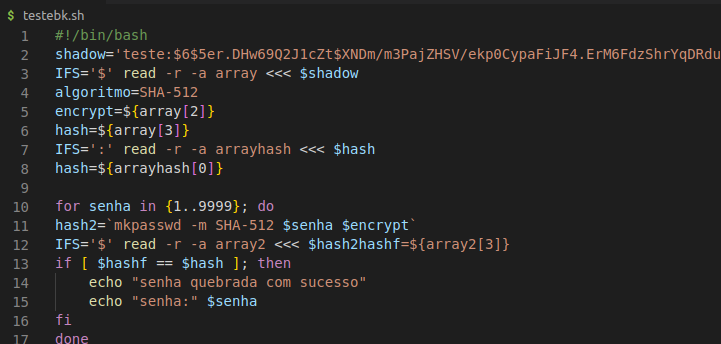 $ testebk.sh
1 #!/bin/bash
2 shadow='teste:$6$5er.DHw69Q2J1cZt$XNDm/m3PajZHSV/ekp0CypaFiJF4.ErM6FdzShrYqDRdu
3 IFS='$' read -r -a array <<< $shadow
4 algoritmo=SHA-512
5 encrypt=${array[2]}
6 hash=${array[3]}
7 IFS=':' read -r -a arrayhash <<< $hash
8 hash=${arrayhash[0]}
9
10 for senha in {1..9999}; do
11 hash2=`mkpasswd -m SHA-512 $senha $encrypt`
12 IFS='$' read -r -a array2 <<< $hash2hashf=${array2[3]}
13 if [ $hashf == $hash ]; then
14     echo "senha quebrada com sucesso"
15     echo "senha:" $senha
16 fi
17 done